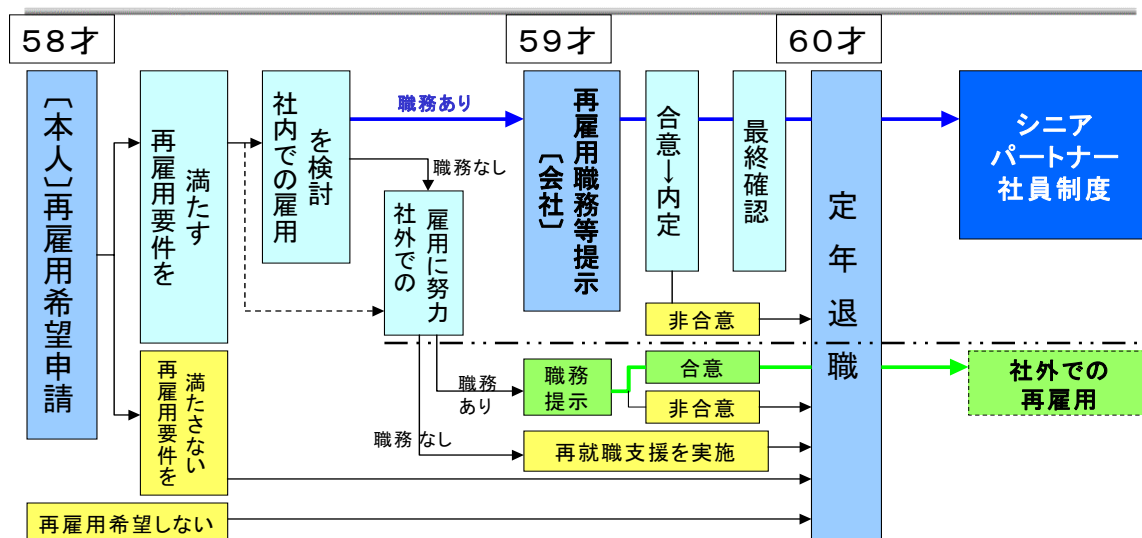 58才
59才
60才
〔本人〕再雇用希望申請
再雇用要件を
満たす
社内での雇用
を検討
職務あり
職務なし
社外での
雇用に努力
再雇用職務等提示
〔会社〕
合意→内定
最終確認
定年退職
シニア
パートナー
社員制度
非合意
再雇用要件を
満たさない
職務
あり
職務
提示
合意
非合意
社外での
再雇用
職務なし
再就職支援を実施
再雇用希望しない